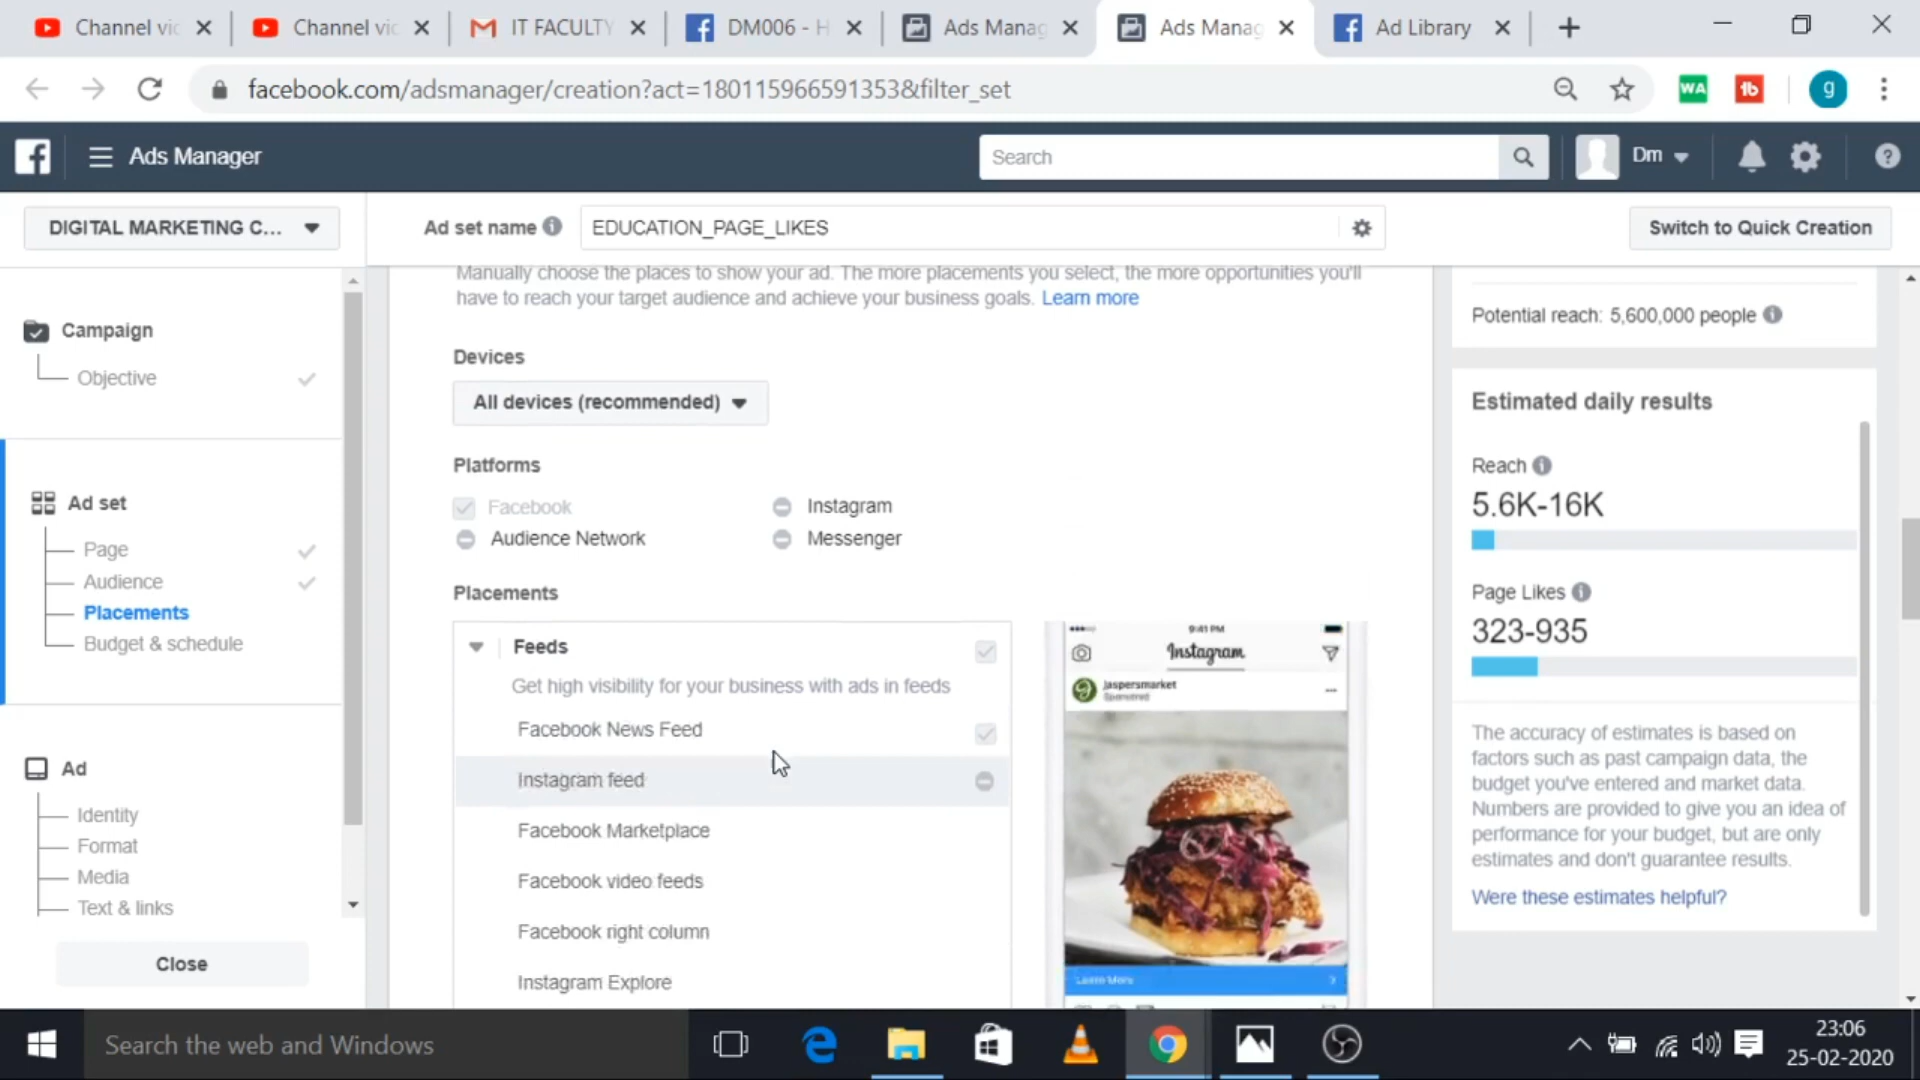 Channel vic
Channel vic
IT FACULTY
DM006 - H
Ads Manag
Ads Manag
Ad Library
facebook.com/adsmanager/creation?act=180115966591353&filter_set
WA
g
Ads Manager
Search
Dm
DIGITAL MARKETING C...
Ad set name
EDUCATION_PAGE_LIKES
Switch to Quick Creation
Campaign
Objective
Ad set
Page
Audience
Placements
Budget & schedule
Ad
Identity
Format
Media
Text & links
Close
Manually choose the places to show your ad. The more placements you select, the more opportunities you'll
have to reach your target audience and achieve your business goals. Learn more
Devices
All devices (recommended)
Platforms
Facebook
Instagram
Audience Network
Messenger
Placements
Feeds
Get high visibility for your business with ads in feeds
Facebook News Feed
Instagram feed
Facebook Marketplace
Facebook video feeds
Facebook right column
Instagram Explore
9:41 PM
Instagram
jaspersmarket
Sponsored
Learn More
Potential reach: 5,600,000 people
Estimated daily results
Reach
5.6K-16K
Page Likes
323-935
The accuracy of estimates is based on
factors such as past campaign data, the
budget you've entered and market data.
Numbers are provided to give you an idea of
performance for your budget, but are only
estimates and don't guarantee results.
Were these estimates helpful?
Search the web and Windows
23:06
25-02-2020